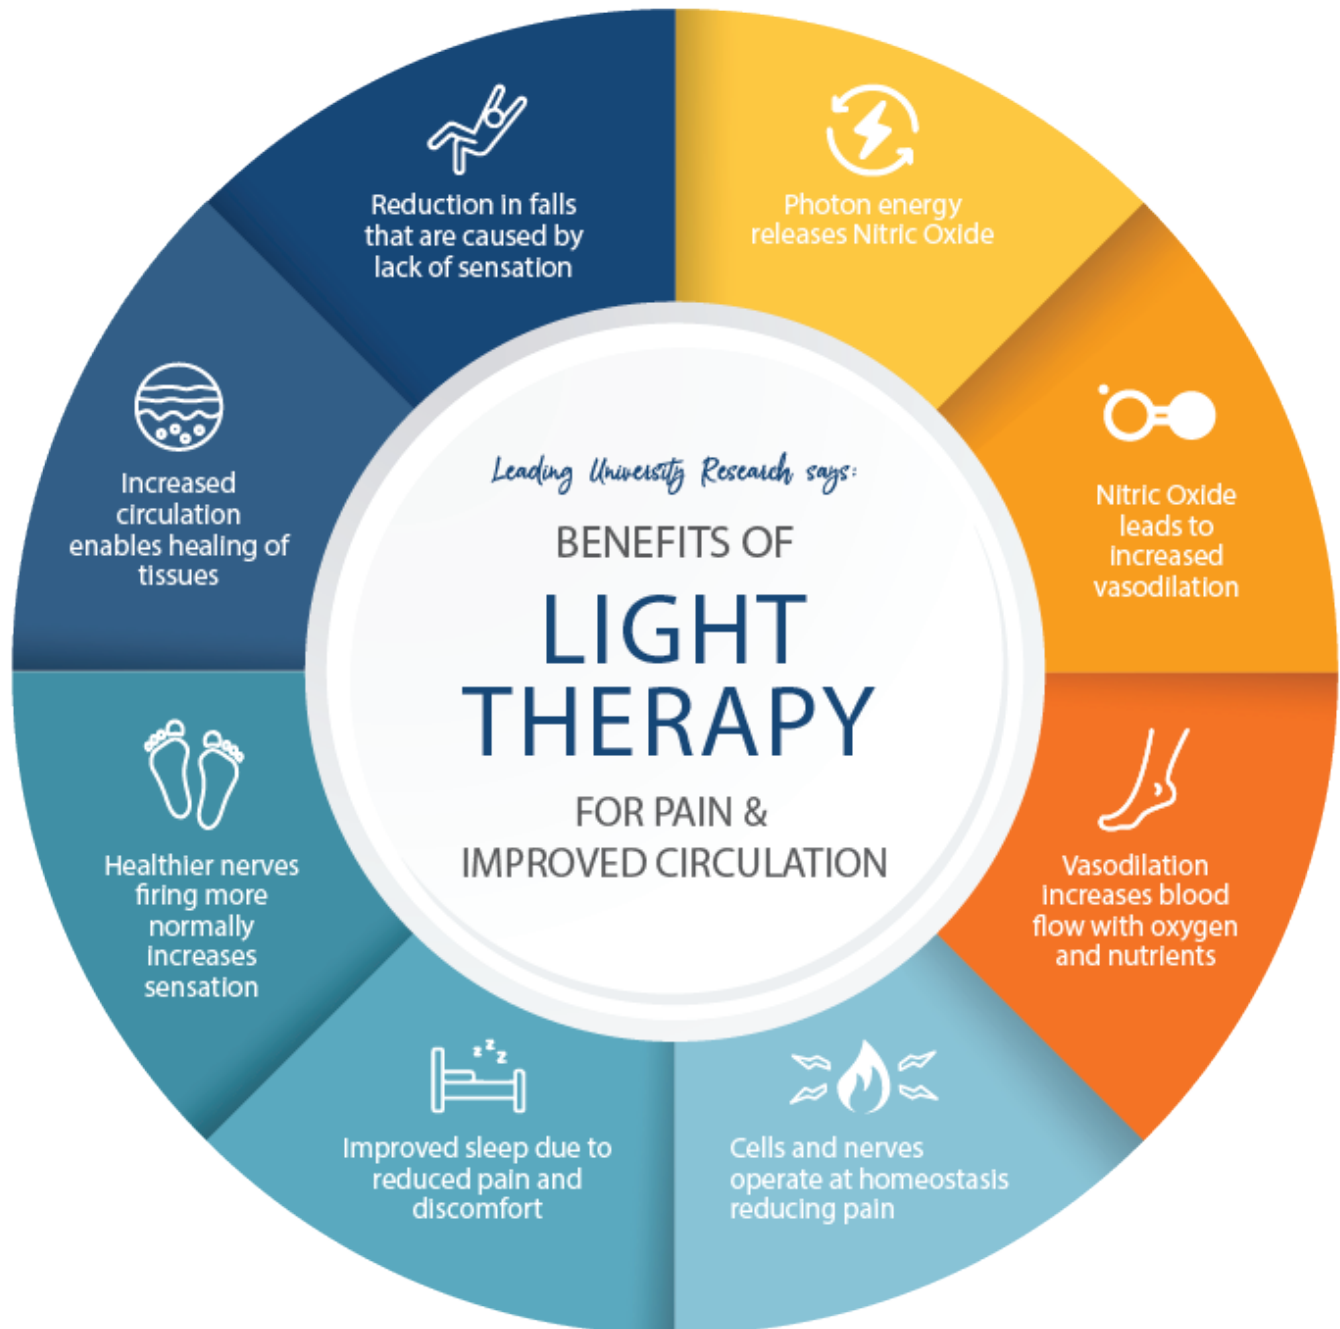 Leading University Research says:
BENEFITS OF
LIGHT
THERAPY
FOR PAIN &
IMPROVED CIRCULATION
Photon energy
releases Nitric Oxide
Nitric Oxide
leads to
increased
vasodilation
Vasodilation
increases blood
flow with oxygen
and nutrients
Cells and nerves
operate at homeostasis
reducing pain
z z z
Improved sleep due to
reduced pain and
discomfort
Healthier nerves
firing more
normally
increases
sensation
Increased
circulation
enables healing of
tissues
Reduction in falls
that are caused by
lack of sensation